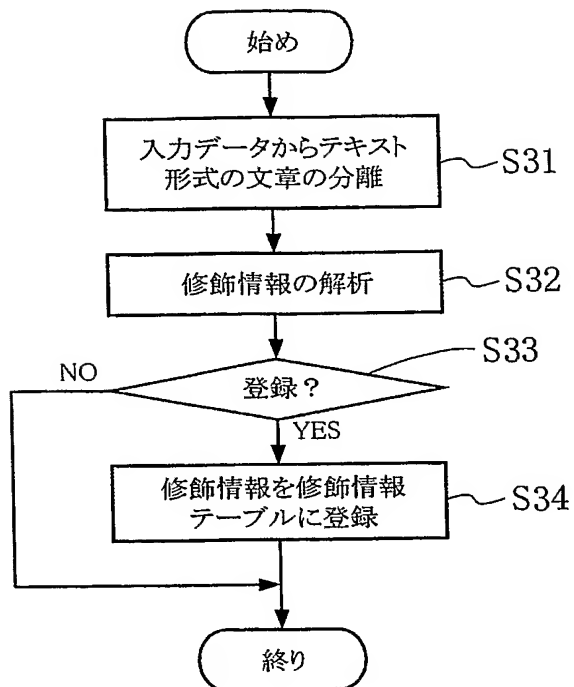 始め
入力データからテキスト
形式の文章の分離
S31
修飾情報の解析
S32
S33
NO
登録？
YES
修飾情報を修飾情報
テーブルに登録
S34
終り